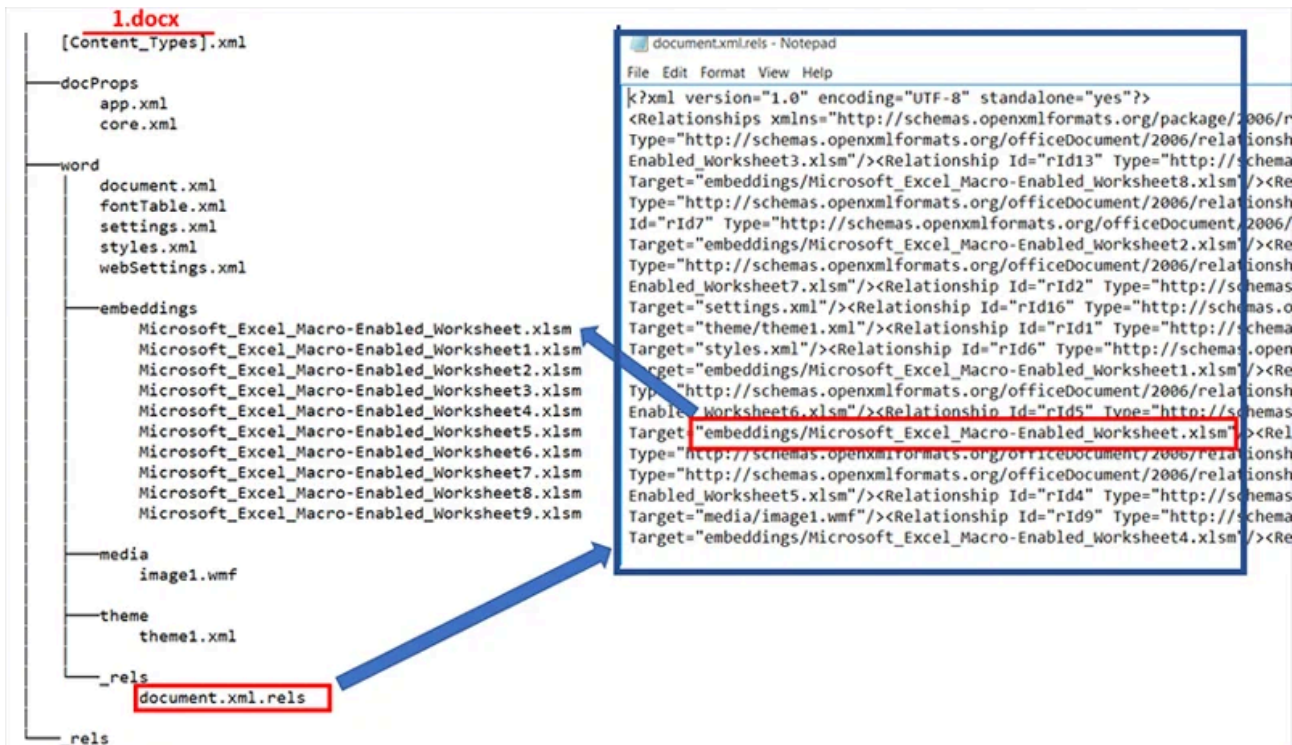 1.docx
[Content_Types].xml
docProps
app.xml
core.xml
word
document.xml
fontTable.xml
settings.xml
styles.xml
webSettings.xml
embeddings
Microsoft_Excel_Macro-Enabled_Worksheet.xlsm
Microsoft_Excel_Macro-Enabled_Worksheet1.xlsm
Microsoft_Excel_Macro-Enabled_Worksheet2.xlsm
Microsoft_Excel_Macro-Enabled_Worksheet3.xlsm
Microsoft_Excel_Macro-Enabled_Worksheet4.xlsm
Microsoft_Excel_Macro-Enabled_Worksheet5.xlsm
Microsoft_Excel_Macro-Enabled_Worksheet6.xlsm
Microsoft_Excel_Macro-Enabled_Worksheet7.xlsm
Microsoft_Excel_Macro-Enabled_Worksheet8.xlsm
Microsoft_Excel_Macro-Enabled_Worksheet9.xlsm
media
image1.wmf
theme
theme1.xml
_rels
document.xml.rels
_rels
document.xml.rels - Notepad
File Edit Format View Help
<?xml version="1.0" encoding="UTF-8" standalone="yes"?>
<Relationships xmlns="http://schemas.openxmlformats.org/package/2006/r
Type="http://schemas.openxmlformats.org/officeDocument/2006/relationsh
Enabled_Worksheet3.xlsm"/><Relationship Id="rId13" Type="http://schema
Target="embeddings/Microsoft_Excel_Macro-Enabled_Worksheet8.xlsm"/><Re
Type="http://schemas.openxmlformats.org/officeDocument/2006/relationsh
Id="rId7" Type="http://schemas.openxmlformats.org/officeDocument/2006/
Target="embeddings/Microsoft_Excel_Macro-Enabled_Worksheet2.xlsm"/><Re
Type="http://schemas.openxmlformats.org/officeDocument/2006/relationsh
Enabled_Worksheet7.xlsm"/><Relationship Id="rId2" Type="http://schemas
Target="settings.xml"/><Relationship Id="rId16" Type="http://schemas.o
Target="theme/theme1.xml"/><Relationship Id="rId1" Type="http://schema
Target="styles.xml"/><Relationship Id="rId6" Type="http://schemas.open
Target="embeddings/Microsoft_Excel_Macro-Enabled_Worksheet1.xlsm"/><Re
Type="http://schemas.openxmlformats.org/officeDocument/2006/relationsh
Enabled_Worksheet6.xlsm"/><Relationship Id="rId5" Type="http://schemas
Target="embeddings/Microsoft_Excel_Macro-Enabled_Worksheet.xlsm"/><Rel
Type="http://schemas.openxmlformats.org/officeDocument/2006/relationsh
Type="http://schemas.openxmlformats.org/officeDocument/2006/relationsh
Enabled_Worksheet5.xlsm"/><Relationship Id="rId4" Type="http://schemas
Target="media/image1.wmf"/><Relationship Id="rId9" Type="http://schema
Target="embeddings/Microsoft_Excel_Macro-Enabled_Worksheet4.xlsm"/><Re